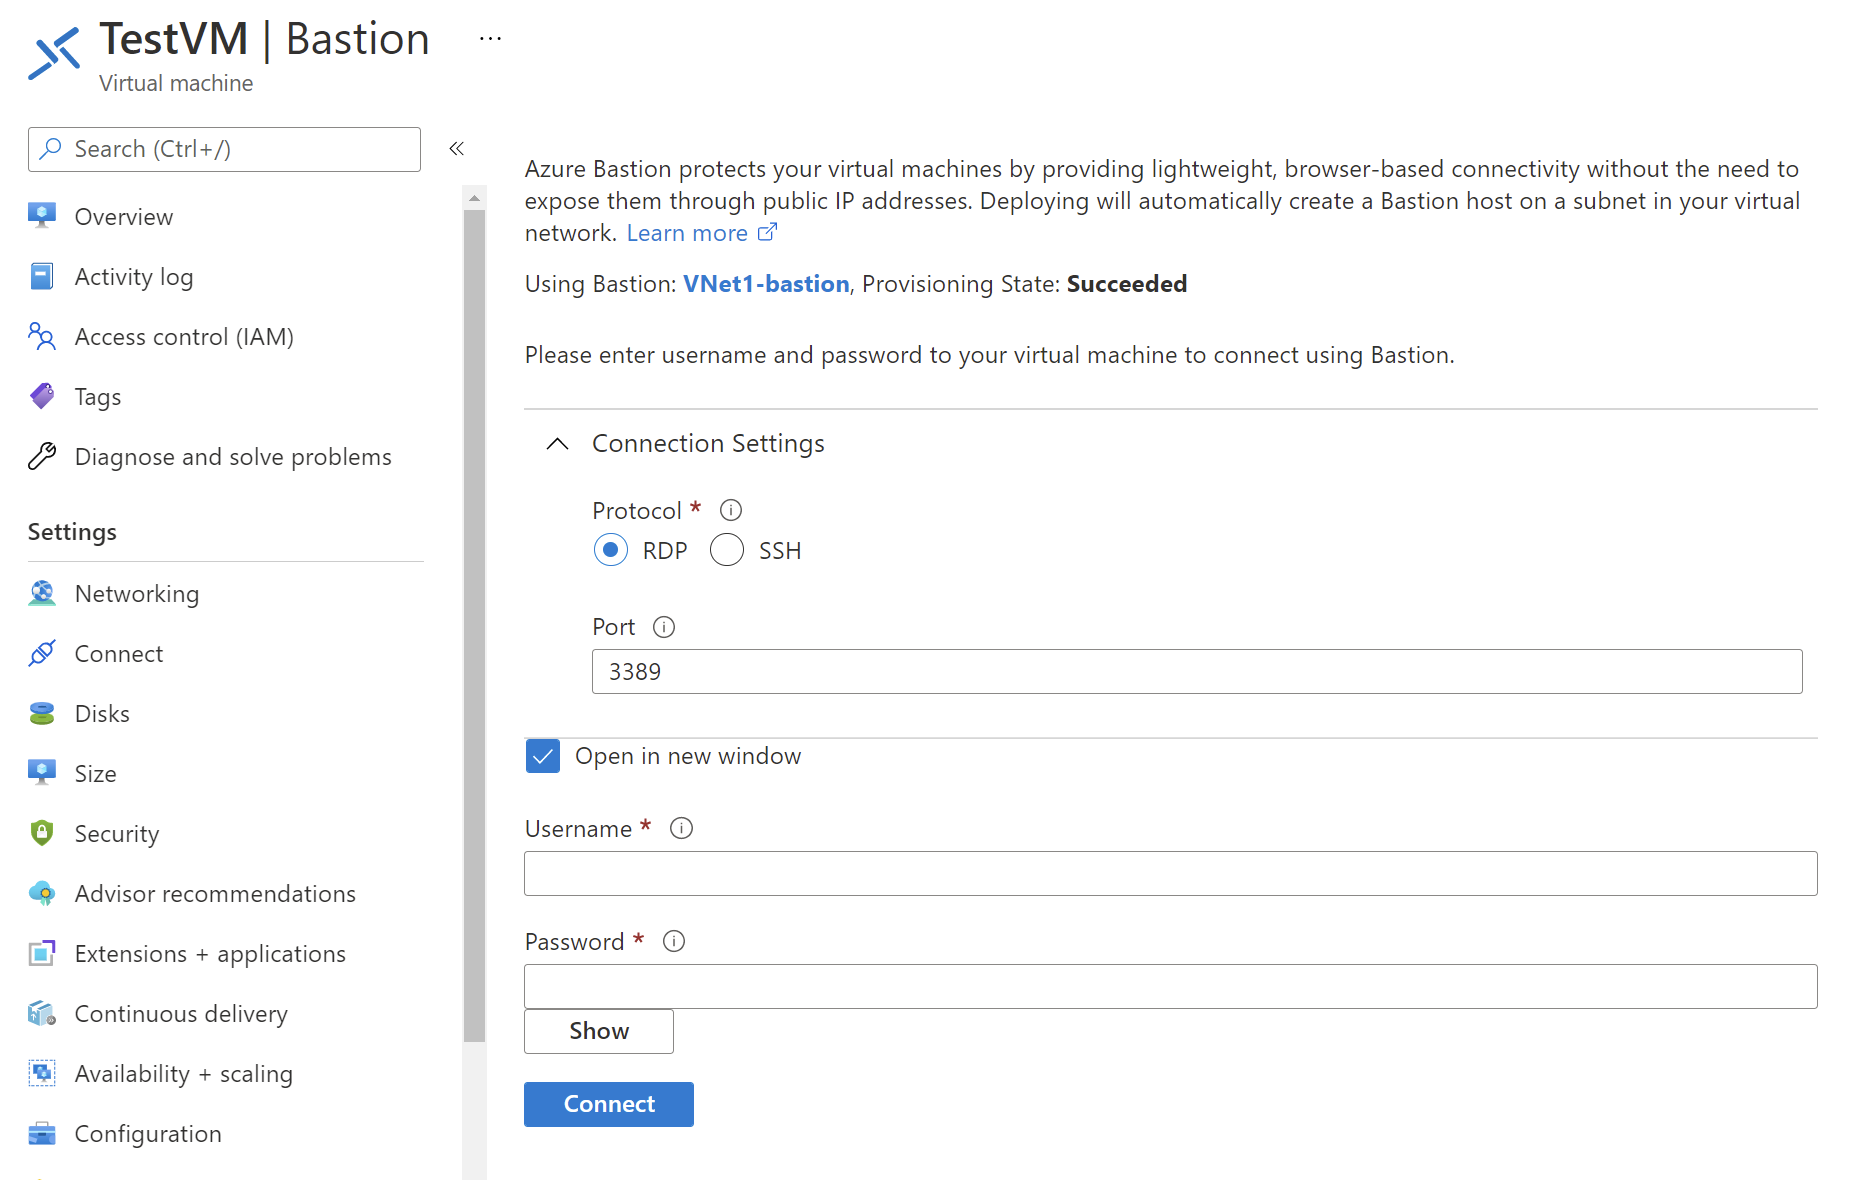 TestVM | Bastion ...
Virtual machine
Search (Ctrl+/)
«
Overview
Activity log
Access control (IAM)
Tags
Diagnose and solve problems
Settings
Networking
Connect
Disks
Size
Security
Advisor recommendations
Extensions + applications
Continuous delivery
Availability + scaling
Configuration
Azure Bastion protects your virtual machines by providing lightweight, browser-based connectivity without the need to
expose them through public IP addresses. Deploying will automatically create a Bastion host on a subnet in your virtual
network. Learn more
Using Bastion: VNet1-bastion, Provisioning State: Succeeded
Please enter username and password to your virtual machine to connect using Bastion.
Connection Settings
Protocol *
RDP SSH
Port
3389
Open in new window
Username *
Password *
Show
Connect